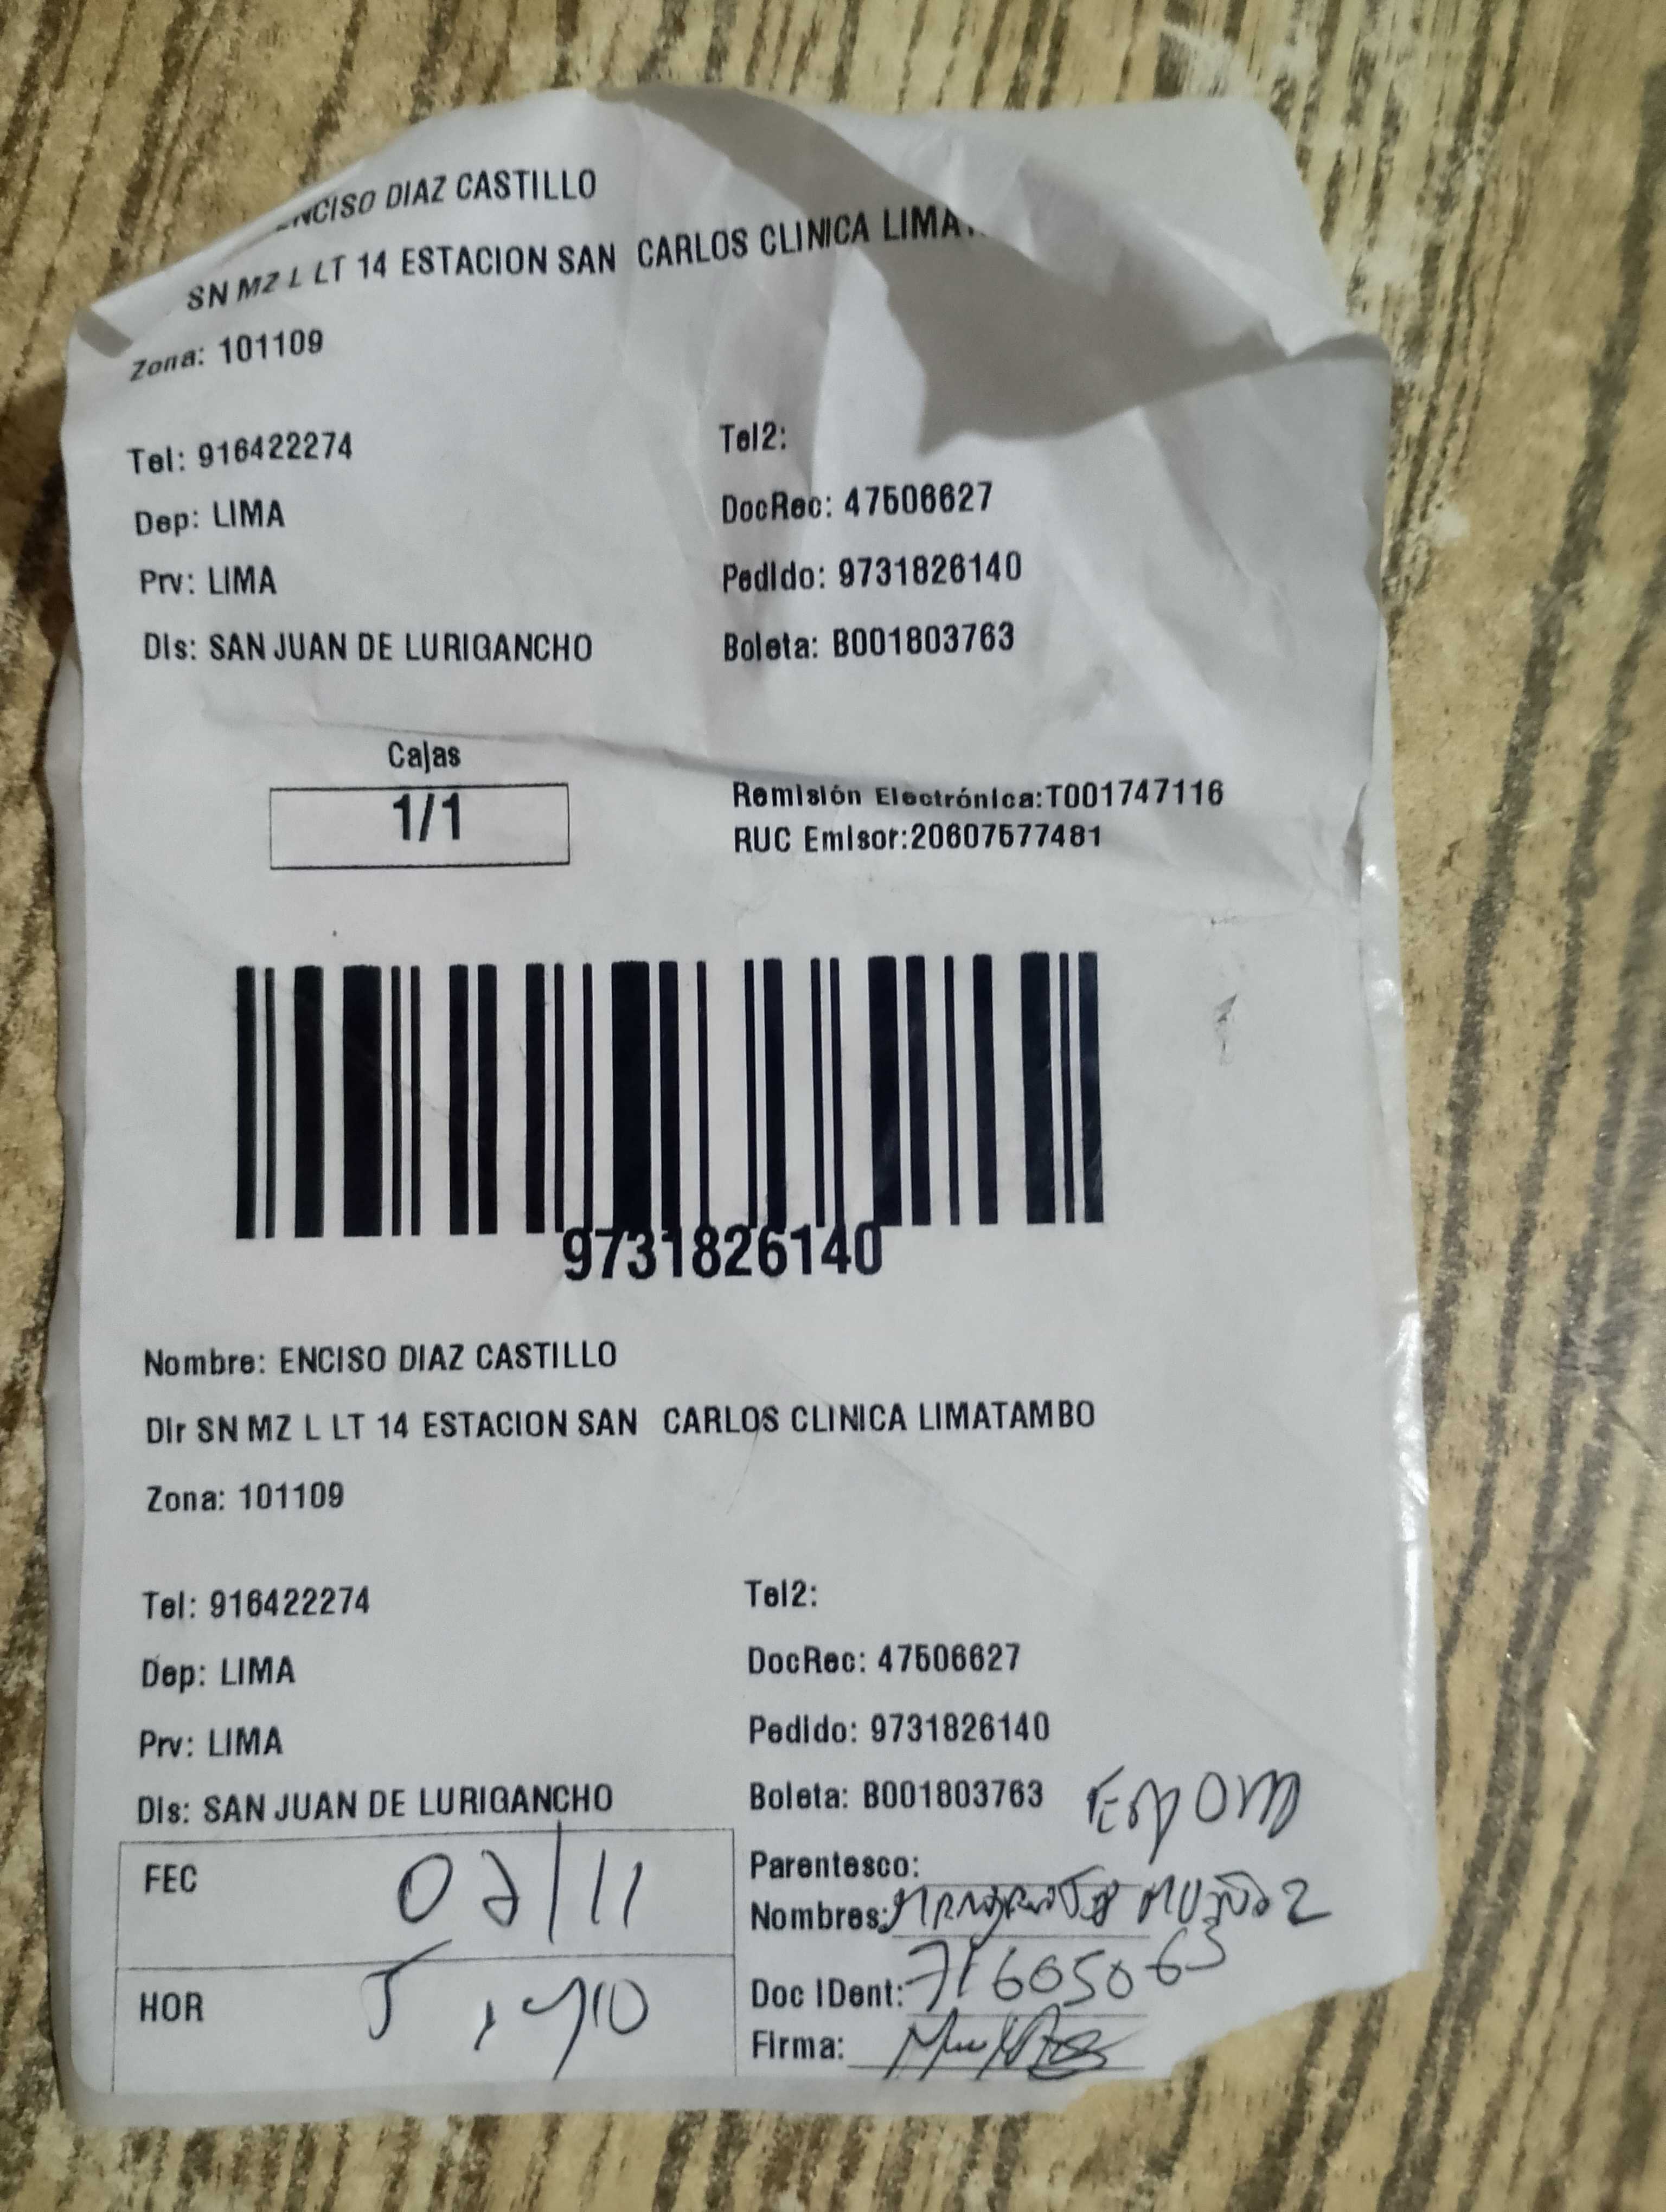 ENCISO DIAZ CASTILLO
SN MZ L LT 14 ESTACION SAN CARLOS CLINICA LIMA
Zona: 101109
Tel: 916422274
Tel2:
Dep: LIMA
DocRec: 47506627
Prv: LIMA
Pedido: 9731826140
Dis: SAN JUAN DE LURIGANCHO
Boleta: B001803763
Cajas
1/1
Remisión Electrónica:T001747116
RUC Emisor:20607577481
9731826140
Nombre: ENCISO DIAZ CASTILLO
Dir SN MZ L LT 14 ESTACION SAN CARLOS CLINICA LIMATAMBO
Zona: 101109
Tel: 916422274
Tel2:
Dep: LIMA
DocRec: 47506627
Prv: LIMA
Pedido: 9731826140
Dis: SAN JUAN DE LURIGANCHO
Boleta: B001803763
FEC
Parentesco:
Nombres: MUÑOZ
HOR
Doc IDent: 71605063
Firma: